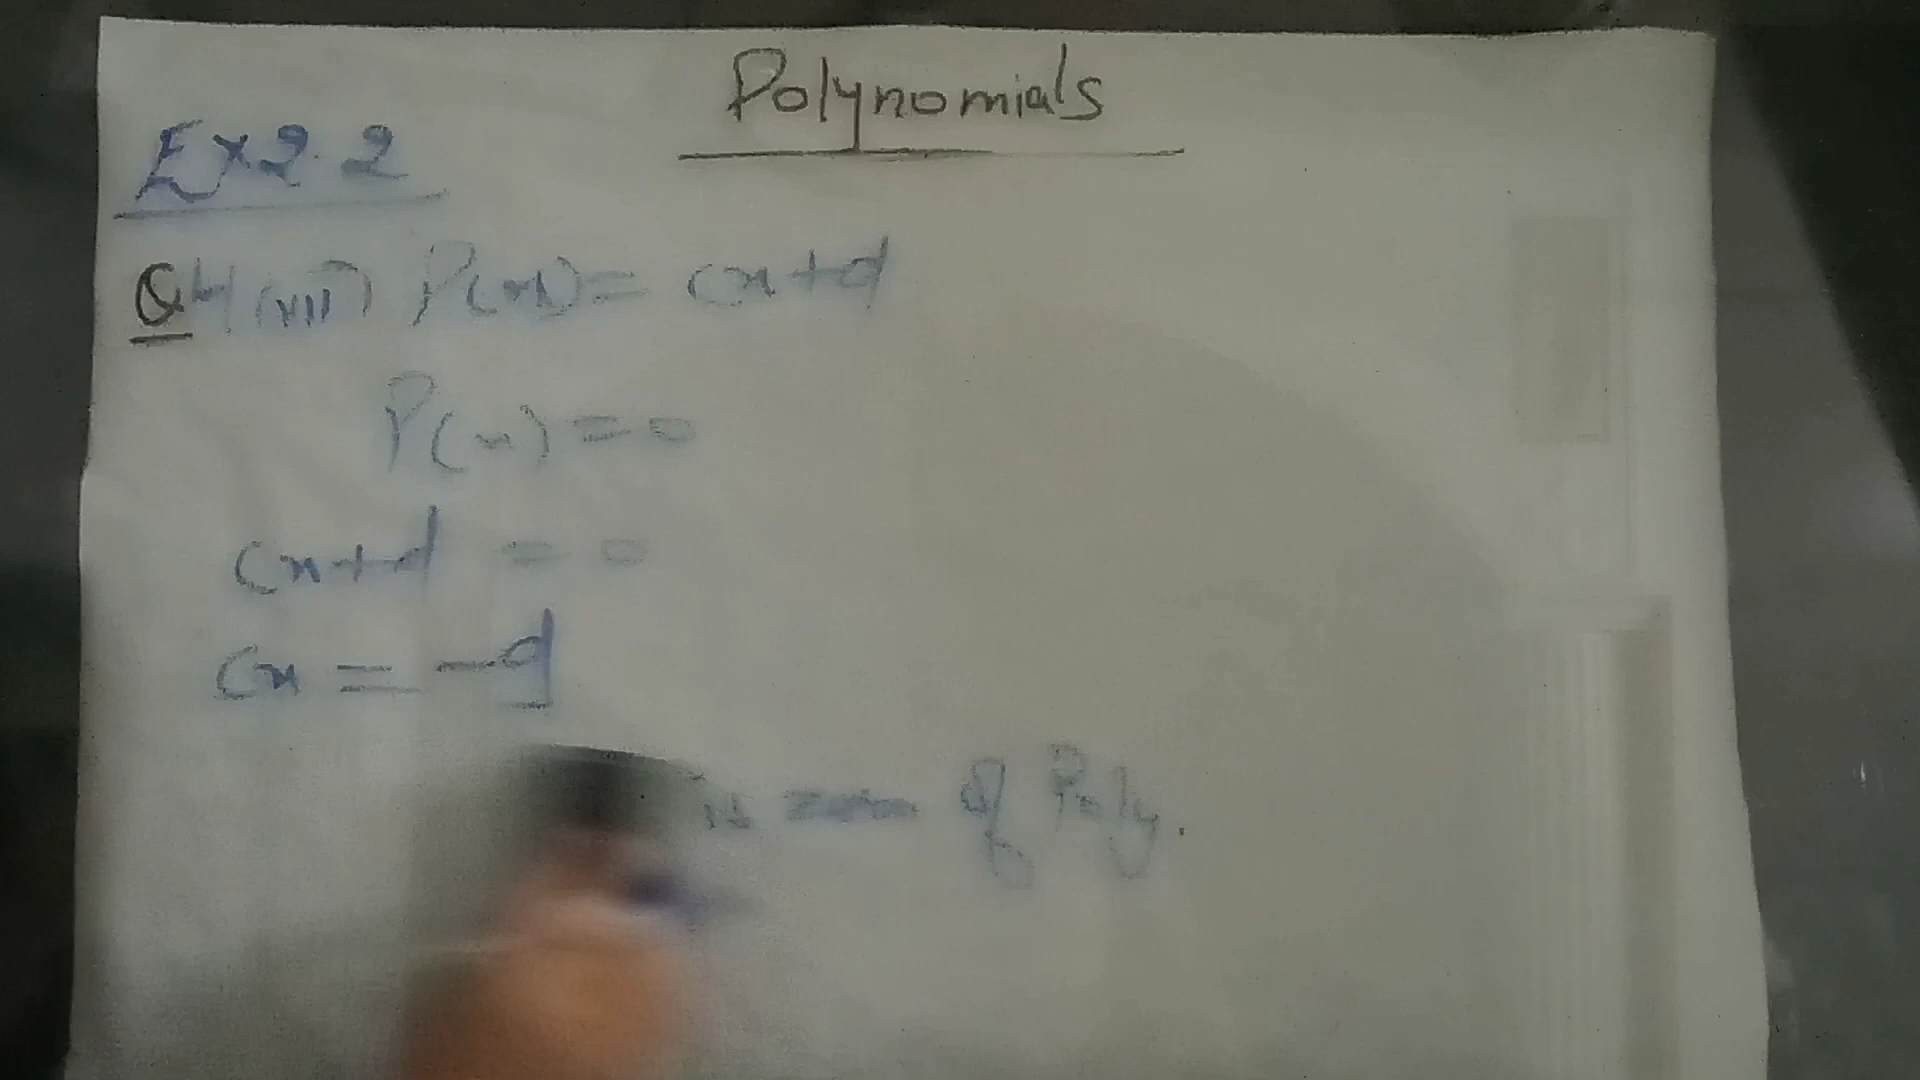 Polynomials
Ex 2.2
Q4 (vii) P(x) = cx+d
P(x) = 0
cx+d = 0
cx = -d
is zero of Poly.